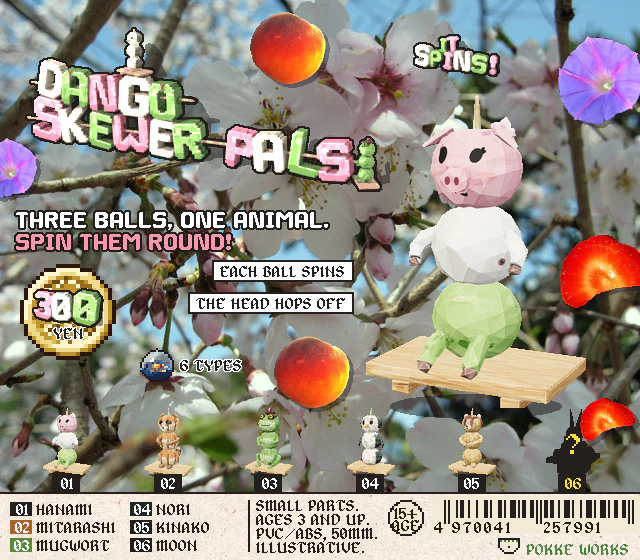 DANGO
SKEWER PALS!
IT
SPINS!
THREE BALLS, ONE ANIMAL.
SPIN THEM ROUND!
EACH BALL SPINS
THE HEAD HOPS OFF
300
YEN
6 TYPES
01
02
03
04
05
06
01 HANAMI
02 MITARASHI
03 MUGWORT
04 NORI
05 KINAKO
06 MOON
SMALL PARTS.
AGES 3 AND UP.
PVC/ABS, 50MM.
ILLUSTRATIVE.
15+
AGE
4 970041 257991
POKKE WORKS